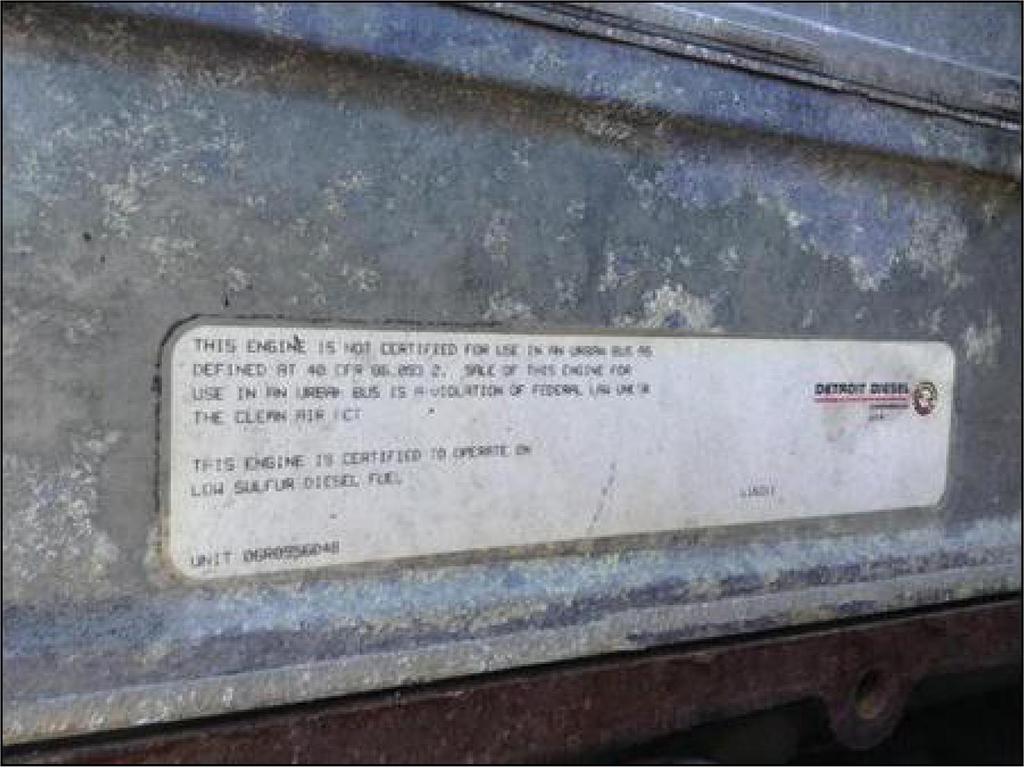 THIS ENGINE IS NOT CERTIFIED FOR USE IN AN URBAN BUS AS
DEFINED AT 40 CFR 86.093 2. SALE OF THIS ENGINE FOR
USE IN AN URBAN BUS IS A VIOLATION OF FEDERAL LAW UNDER
THE CLEAN AIR ACT
DETROIT DIESEL
THIS ENGINE IS CERTIFIED TO OPERATE ON
LOW SULFUR DIESEL FUEL
UNIT 06R0956048